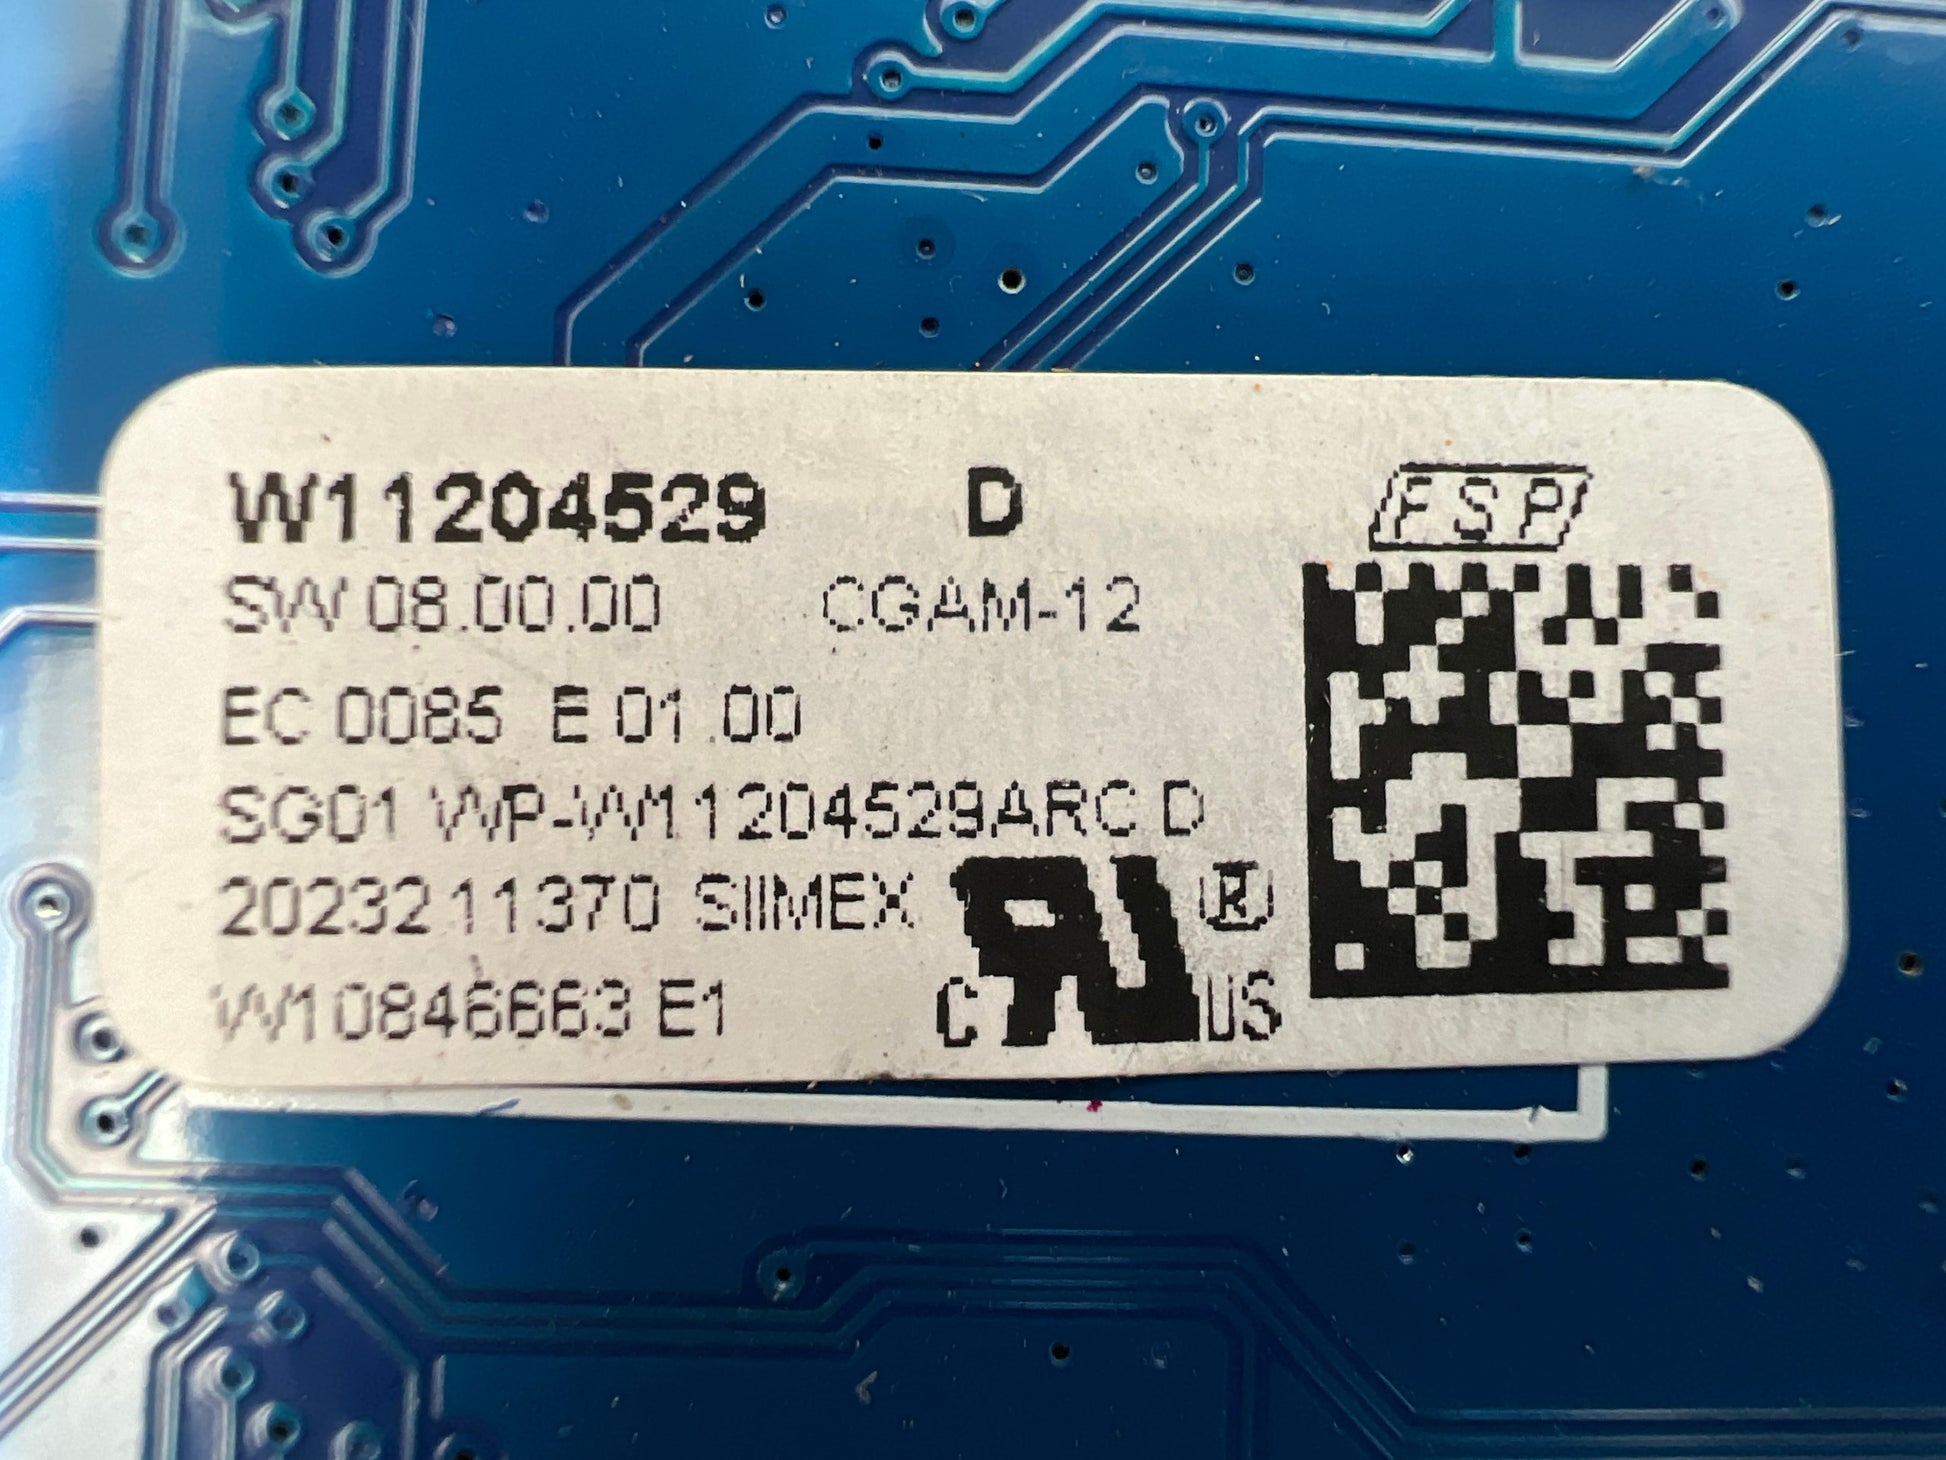 W11204529 D FSP
SW 08.00.00 CGAM-12
EC 0085 E 01.00
SG01 WP-W11204529ARC D
2023211370 SIIMEX ®
W10846663 E1 C RU US